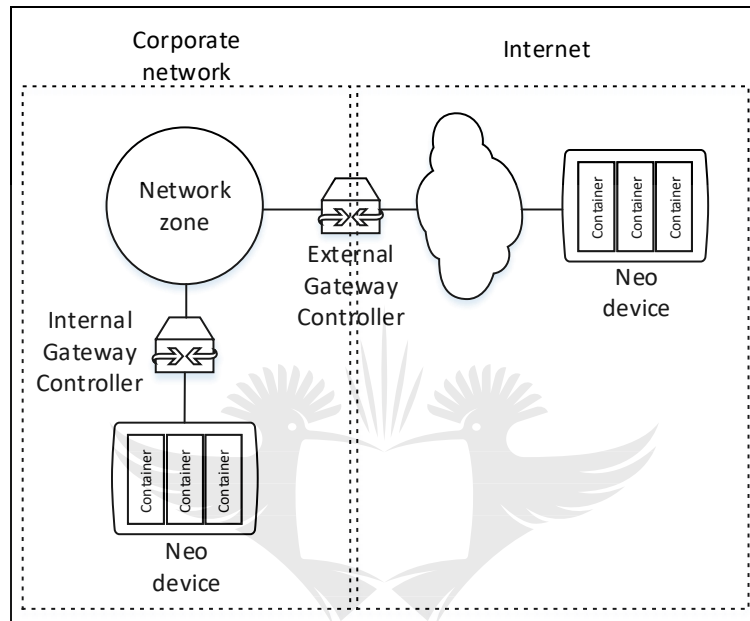 Corporate
network
Internet
Network
zone
Container
Container
Container
Neo
device
External
Gateway
Controller
Internal
Gateway
Controller
Container
Container
Container
Neo
device